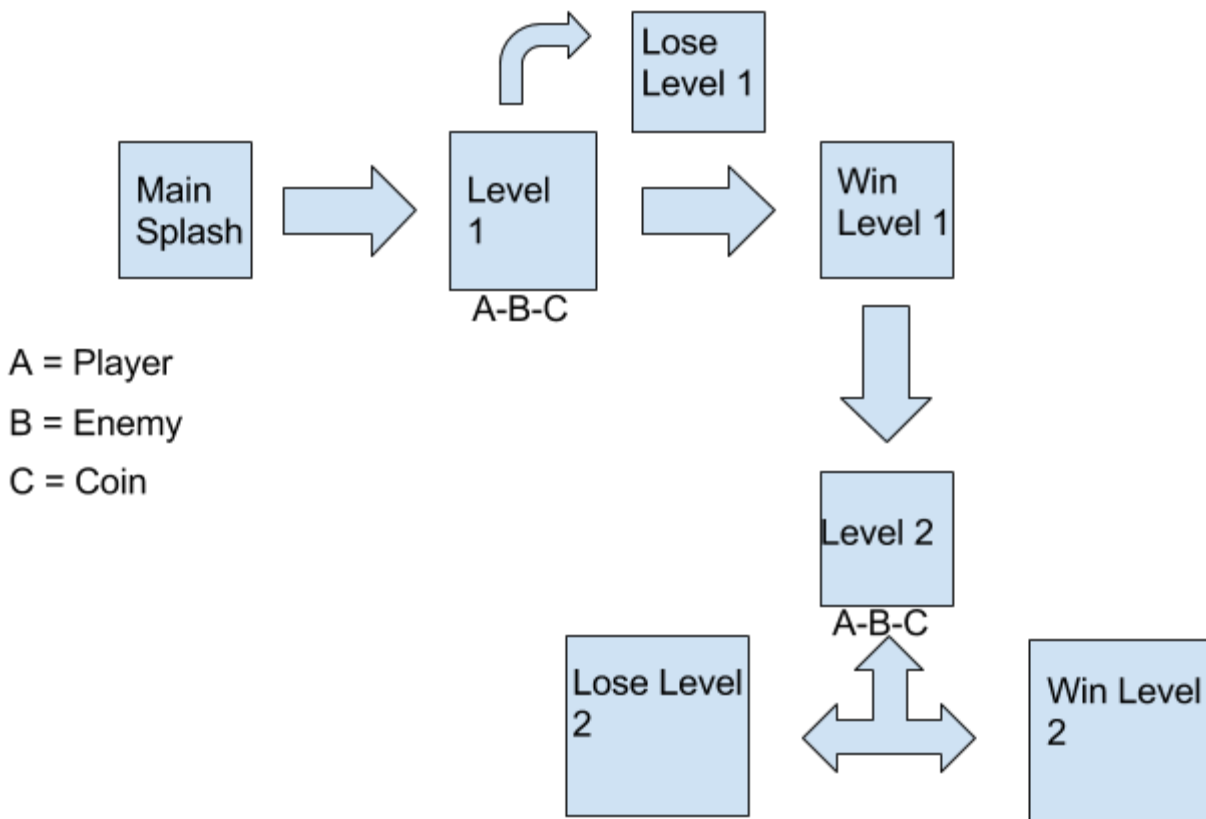 Lose
Level 1
Main
Splash
Level
1
A-B-C
Win
Level 1
A = Player
B = Enemy
C = Coin
Level 2
A-B-C
Lose Level
2
Win Level
2